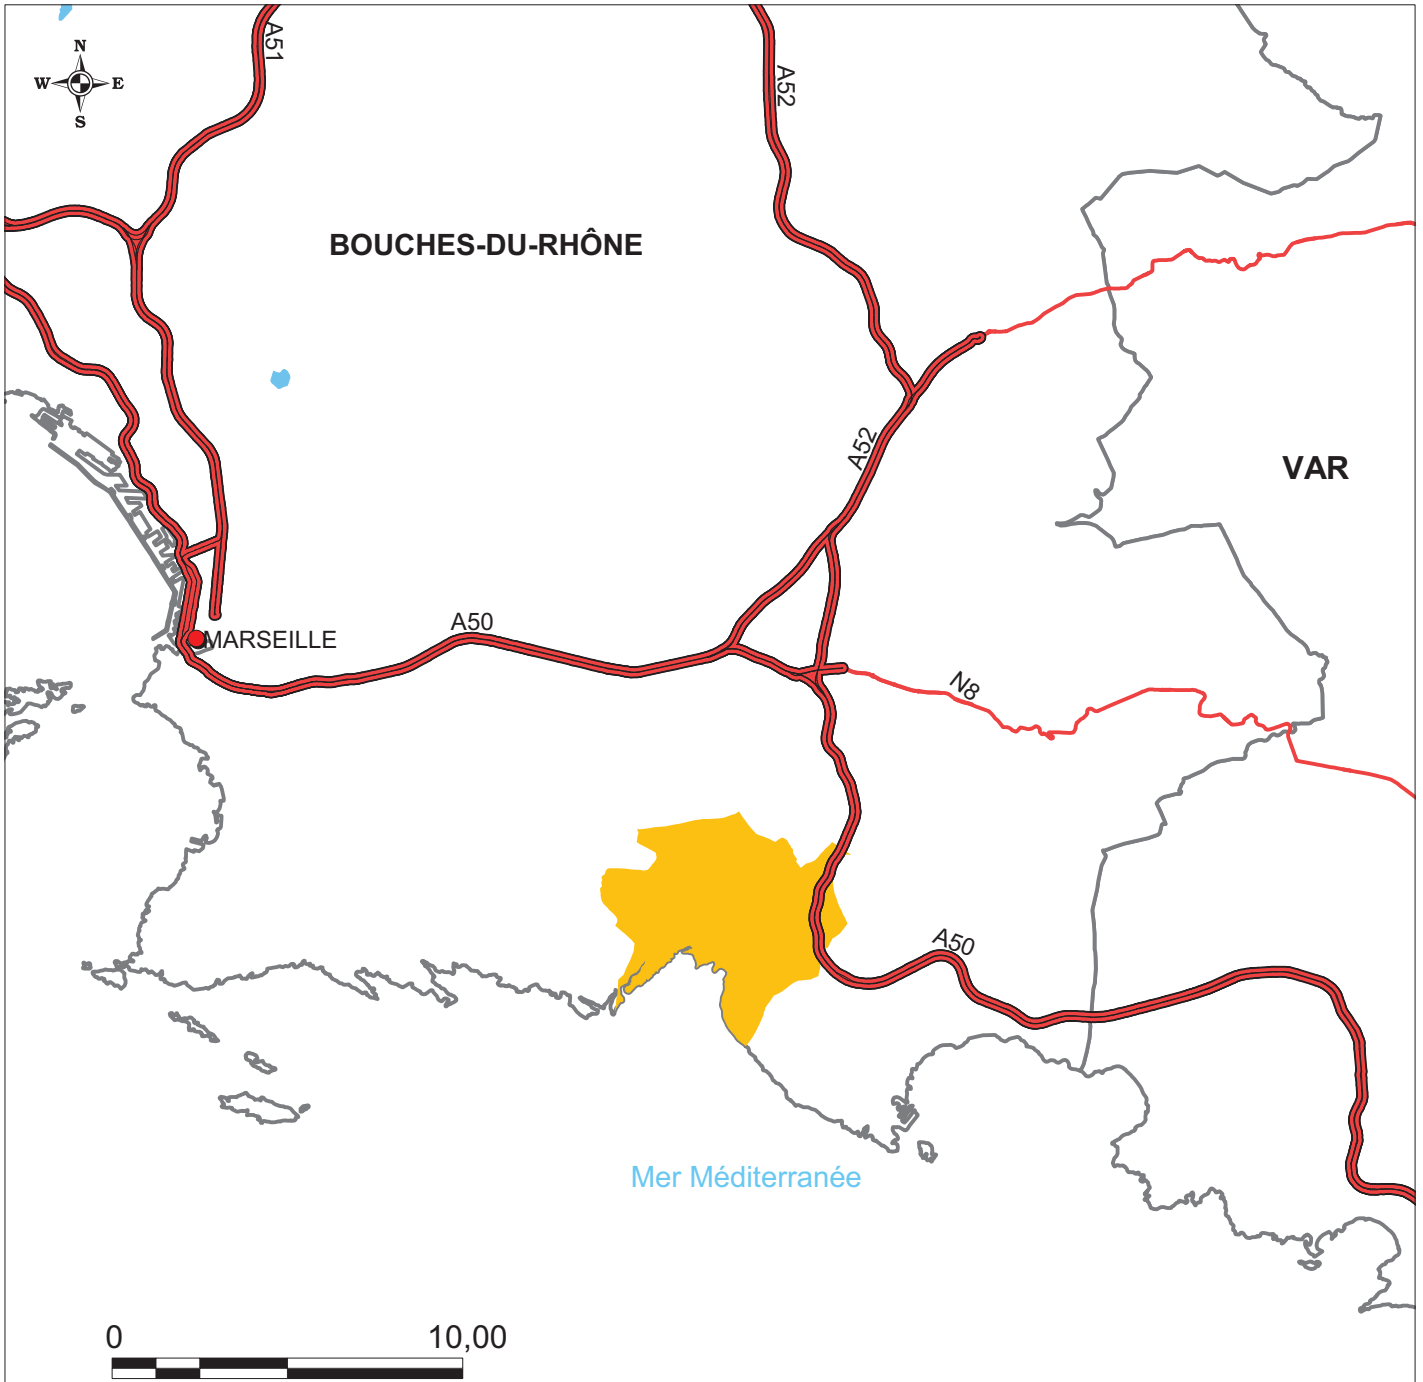 A51
A52
N
W E
S
BOUCHES-DU-RHÔNE
A52
VAR
A50
MARSEILLE
N8
A50
Mer Méditerranée
0 10,00